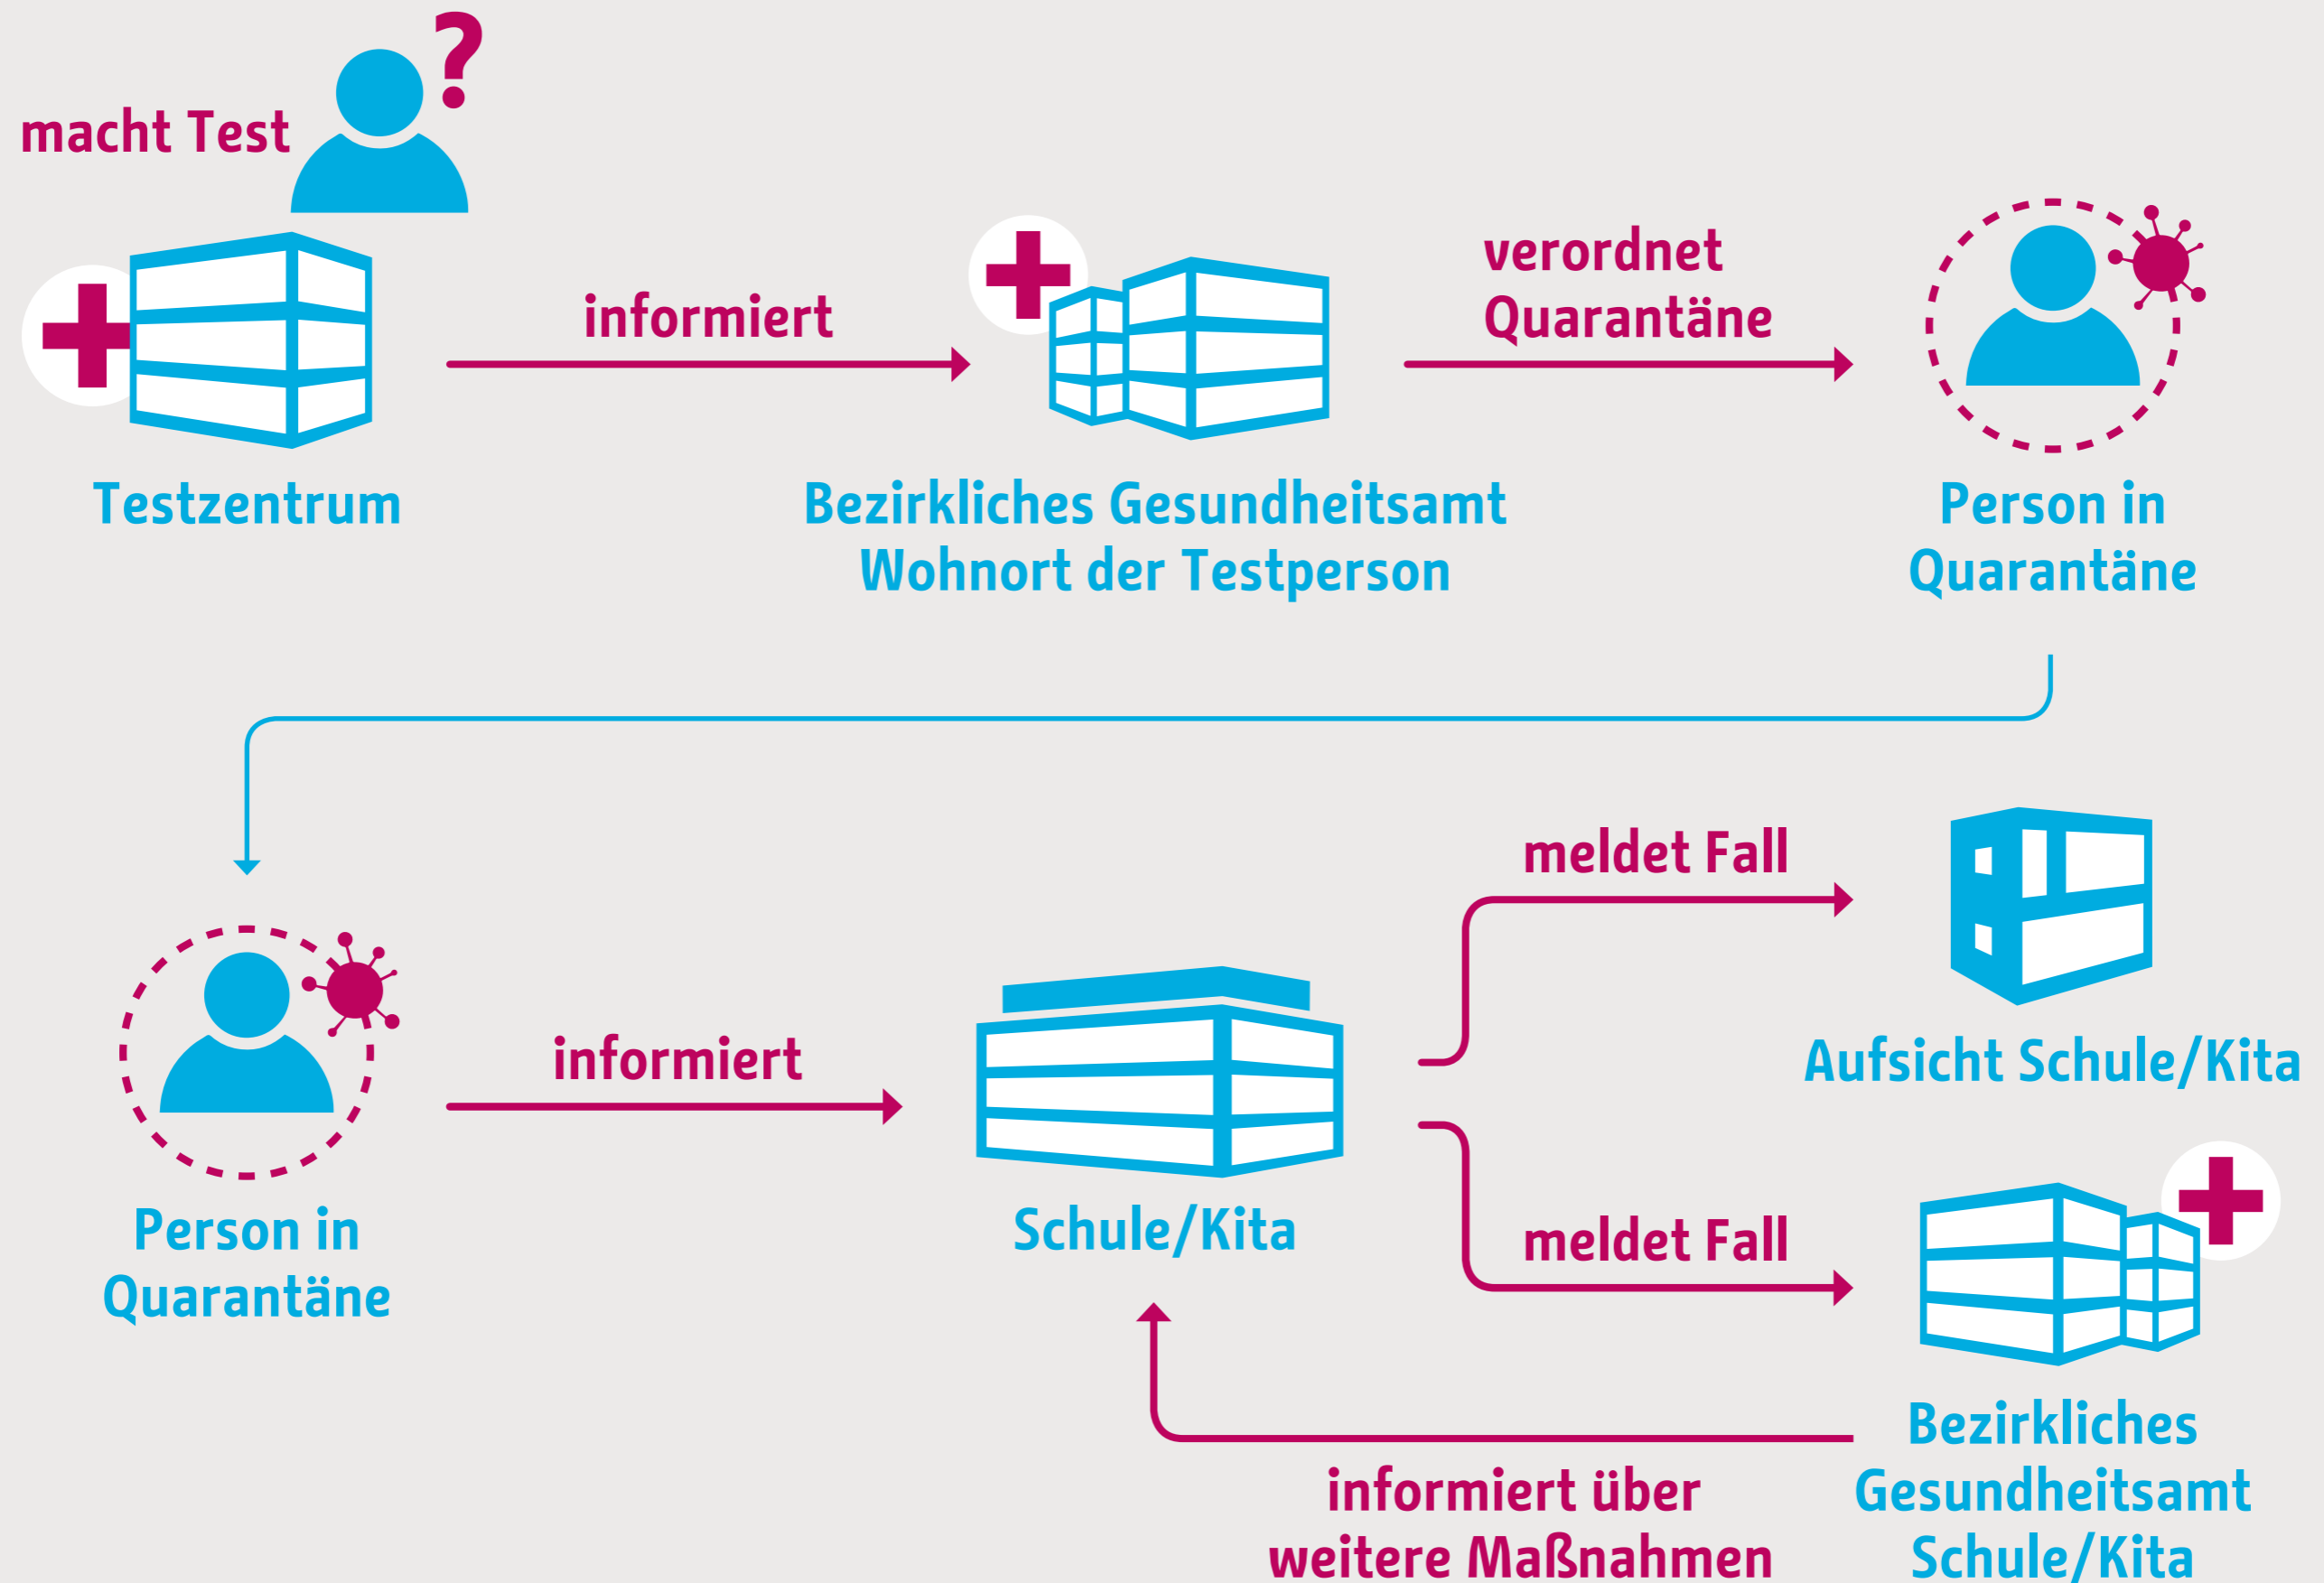 ?
macht Test
informiert
verordnet
Quarantäne
Testzentrum
Bezirkliches Gesundheitsamt
Wohnort der Testperson
Person in
Quarantäne
meldet Fall
informiert
Aufsicht Schule/Kita
Person in
Quarantäne
Schule/Kita
meldet Fall
informiert über
weitere Maßnahmen
Bezirkliches
Gesundheitsamt
Schule/Kita